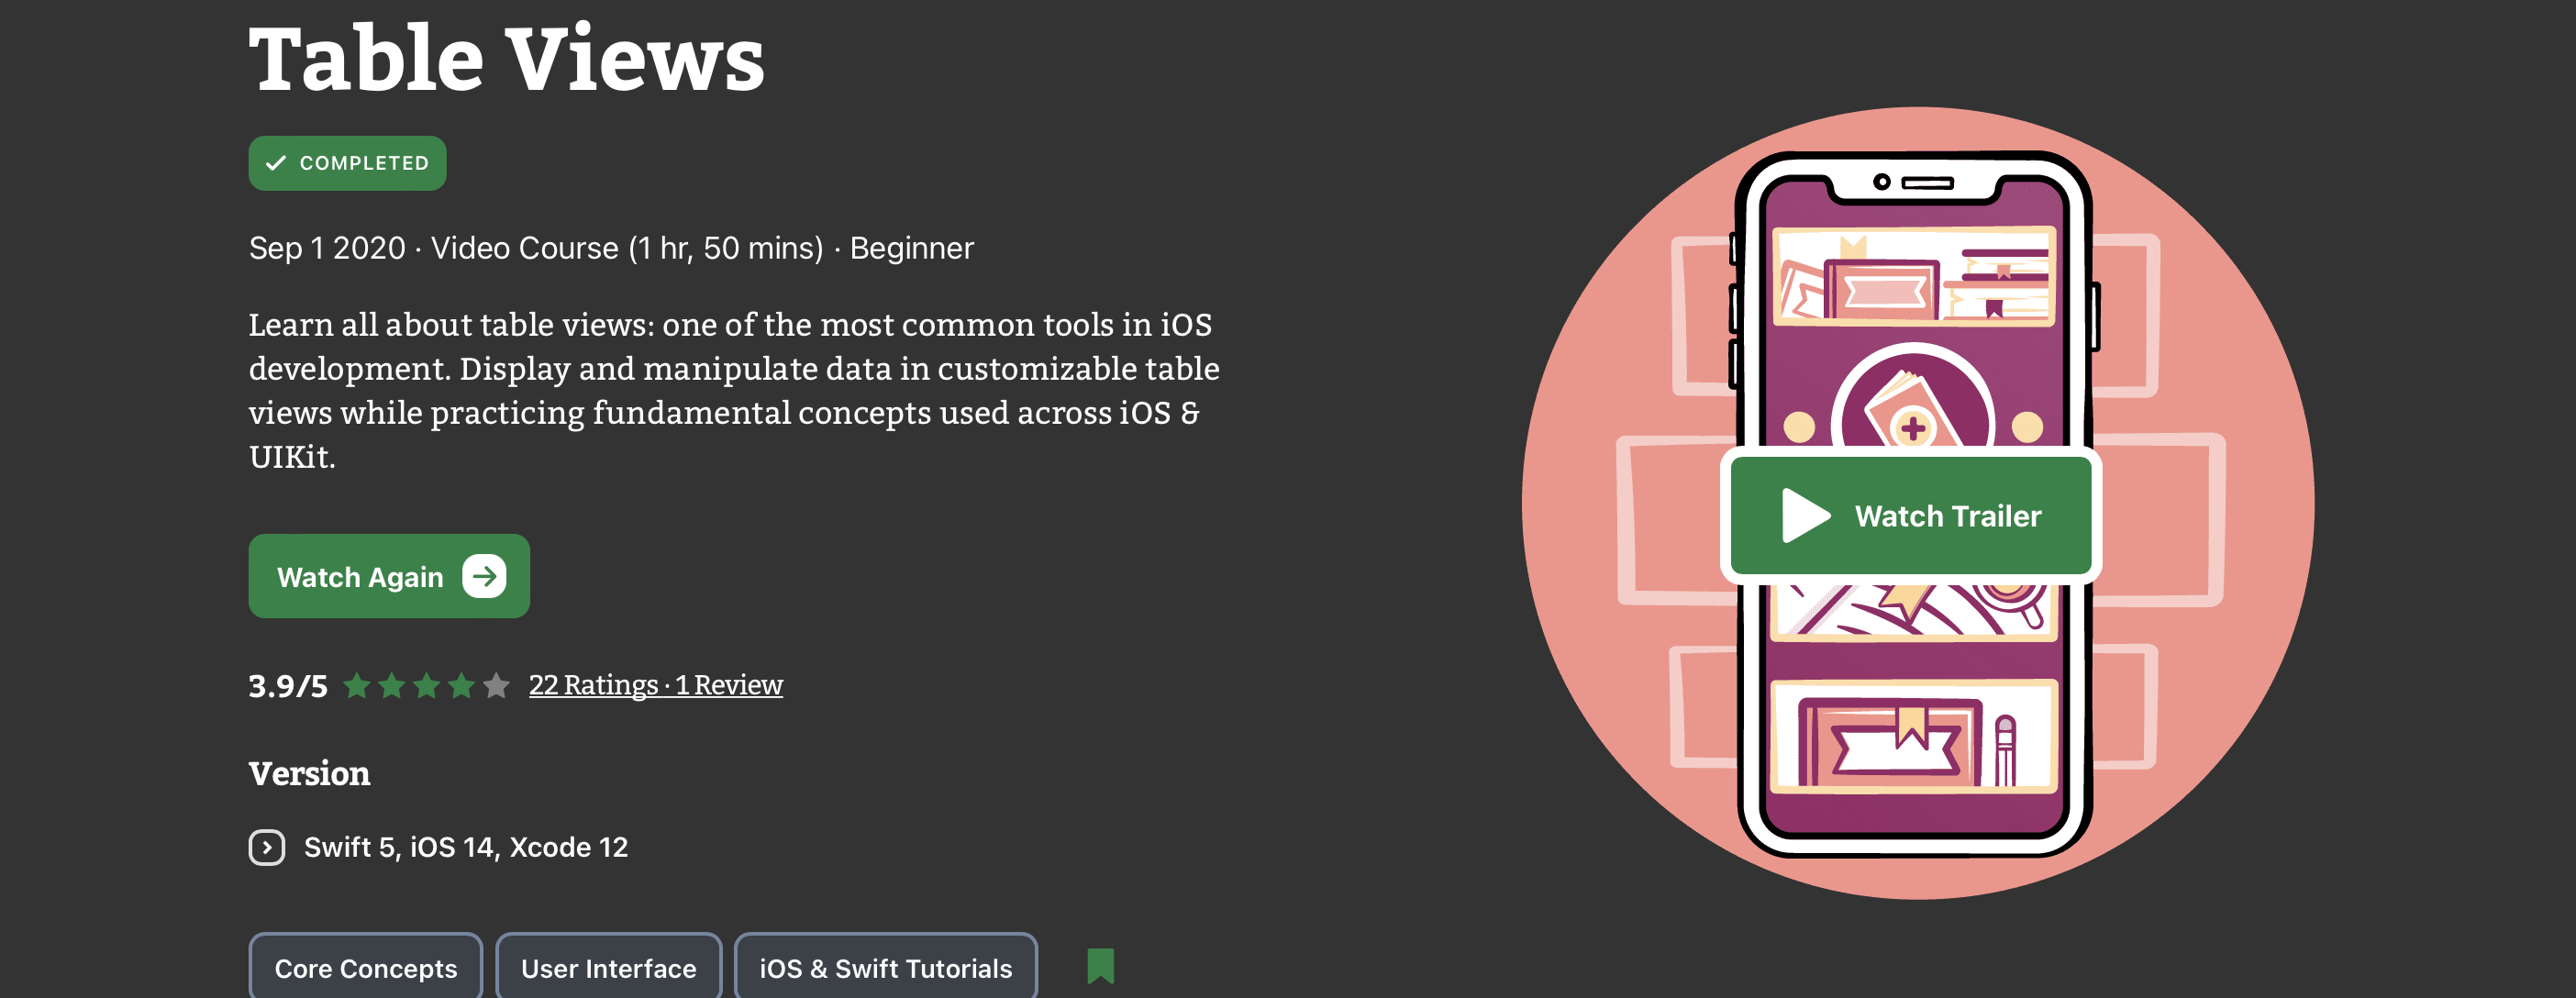 Table Views
COMPLETED
Sep 1 2020 · Video Course (1 hr, 50 mins) · Beginner
Learn all about table views: one of the most common tools in iOS
development. Display and manipulate data in customizable table
views while practicing fundamental concepts used across iOS &
UIKit.
Watch Again
3.9/5 22 Ratings · 1 Review
Version
Swift 5, iOS 14, Xcode 12
Core Concepts User Interface iOS & Swift Tutorials
Watch Trailer